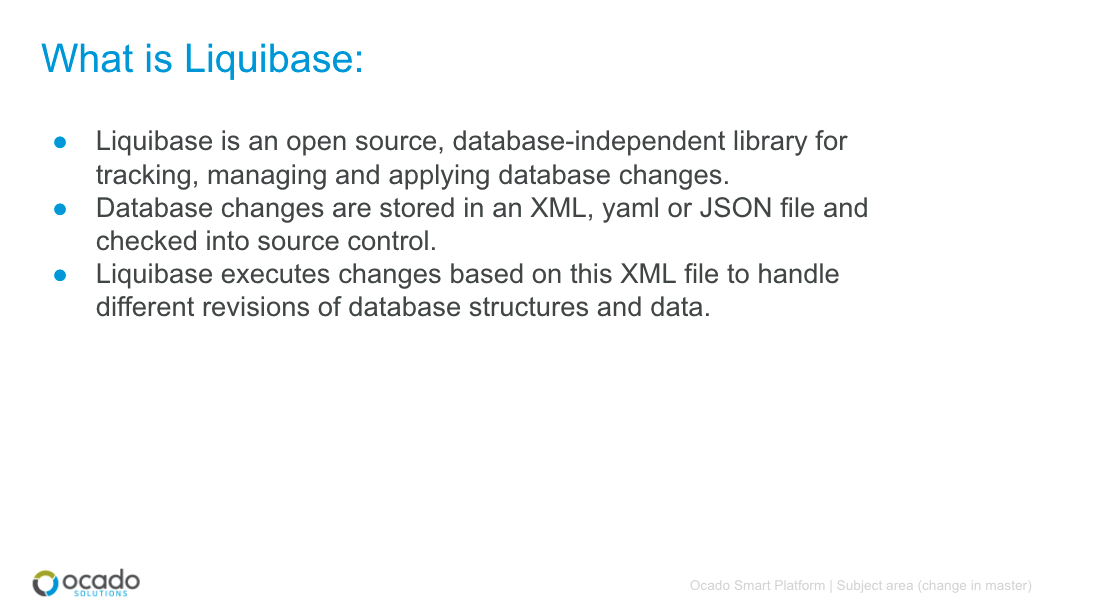 What is Liquibase:
● Liquibase is an open source, database-independent library for
tracking, managing and applying database changes.
● Database changes are stored in an XML, yaml or JSON file and
checked into source control.
● Liquibase executes changes based on this XML file to handle
different revisions of database structures and data.
ocado
SOLUTIONS
Ocado Smart Platform | Subject area (change in master)